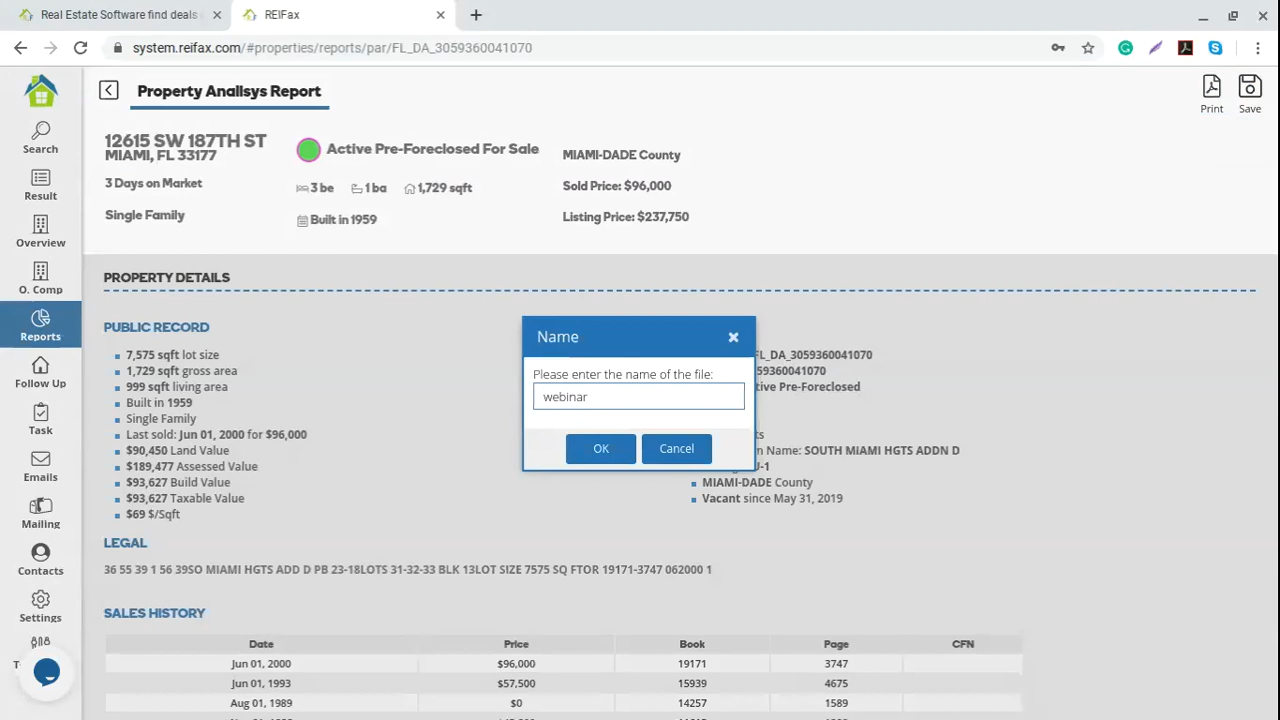 Real Estate Software find deals
REIFax
system.reifax.com/#properties/reports/par/FL_DA_3059360041070
Property Anallsys Report
Print
Save
Search
Result
Overview
O. Comp
Reports
Follow Up
Task
Emails
Mailing
Contacts
Settings
12615 SW 187TH ST
MIAMI, FL 33177
3 Days on Market
Single Family
Active Pre-Foreclosed For Sale
3 be
1 ba
1,729 sqft
Built in 1959
MIAMI-DADE County
Sold Price: $96,000
Listing Price: $237,750
PROPERTY DETAILS
PUBLIC RECORD
7,575 sqft lot size
1,729 sqft gross area
999 sqft living area
Built in 1959
Single Family
Last sold: Jun 01, 2000 for $96,000
$90,450 Land Value
$189,477 Assessed Value
$93,627 Build Value
$93,627 Taxable Value
$69 $/Sqft
Name
Please enter the name of the file:
webinar
OK
Cancel
FL_DA_3059360041070
59360041070
tive Pre-Foreclosed
ts
n Name: SOUTH MIAMI HGTS ADDN D
U-1
MIAMI-DADE County
Vacant since May 31, 2019
LEGAL
36 55 39 1 56 39SO MIAMI HGTS ADD D PB 23-18LOTS 31-32-33 BLK 13LOT SIZE 7575 SQ FTOR 19171-3747 062000 1
SALES HISTORY
Date Price Book Page CFN
Jun 01, 2000 $96,000 19171 3747
Jun 01, 1993 $57,500 15939 4675
Aug 01, 1989 $0 14257 1589